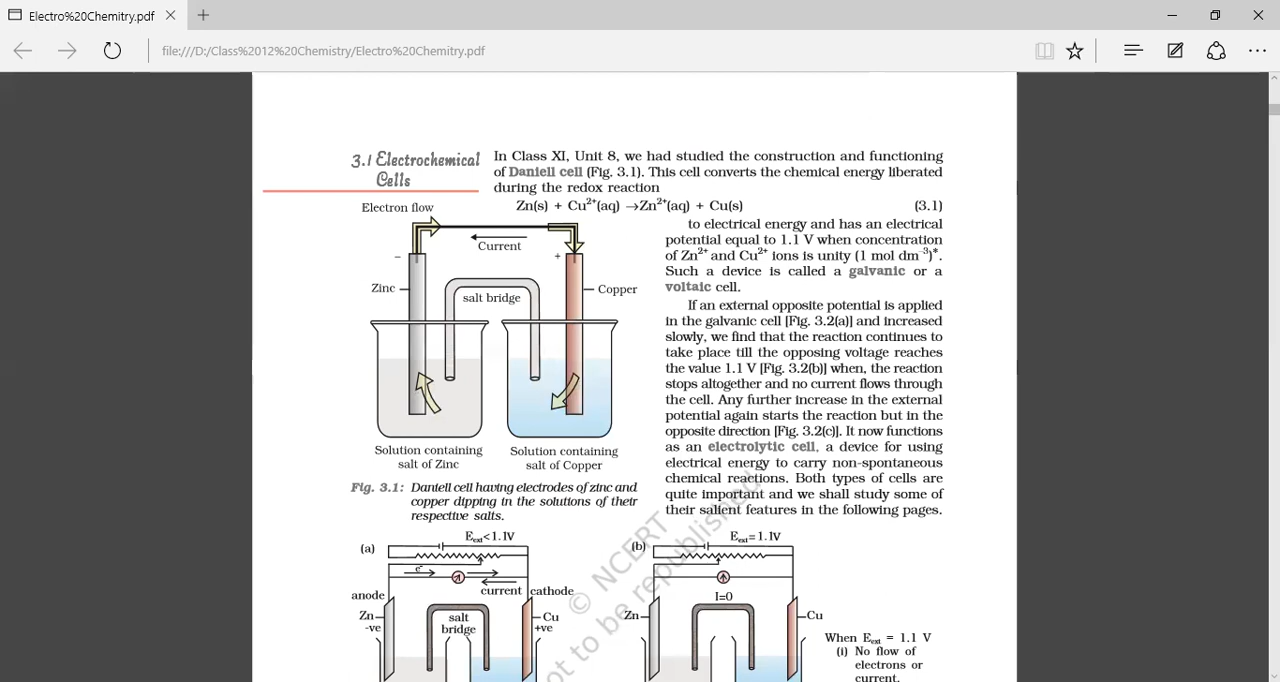 Electro%20Chemitry.pdf
file:///D:/Class%2012%20Chemistry/Electro%20Chemitry.pdf
3.1 Electrochemical
Cells
In Class XI, Unit 8, we had studied the construction and functioning
of Daniell cell (Fig. 3.1). This cell converts the chemical energy liberated
during the redox reaction
Zn(s) + Cu²⁺(aq) →Zn²⁺(aq) + Cu(s) (3.1)
Electron flow
Current
–
+
Zinc
salt bridge
Copper
Solution containing
salt of Zinc
Solution containing
salt of Copper
Fig. 3.1: Daniell cell having electrodes of zinc and
copper dipping in the solutions of their
respective salts.
to electrical energy and has an electrical
potential equal to 1.1 V when concentration
of Zn²⁺ and Cu²⁺ ions is unity (1 mol dm⁻³)*.
Such a device is called a galvanic or a
voltaic cell.
If an external opposite potential is applied
in the galvanic cell [Fig. 3.2(a)] and increased
slowly, we find that the reaction continues to
take place till the opposing voltage reaches
the value 1.1 V [Fig. 3.2(b)] when, the reaction
stops altogether and no current flows through
the cell. Any further increase in the external
potential again starts the reaction but in the
opposite direction [Fig. 3.2(c)]. It now functions
as an electrolytic cell, a device for using
electrical energy to carry non-spontaneous
chemical reactions. Both types of cells are
quite important and we shall study some of
their salient features in the following pages.
(a)
E_ext<1.1V
e⁻
current
anode
cathode
Zn
-ve
salt
bridge
Cu
+ve
(b)
E_ext=1.1V
I=0
Zn
Cu
When E_ext = 1.1 V
(i) No flow of
electrons or
current.
© NCERT
not to be republished